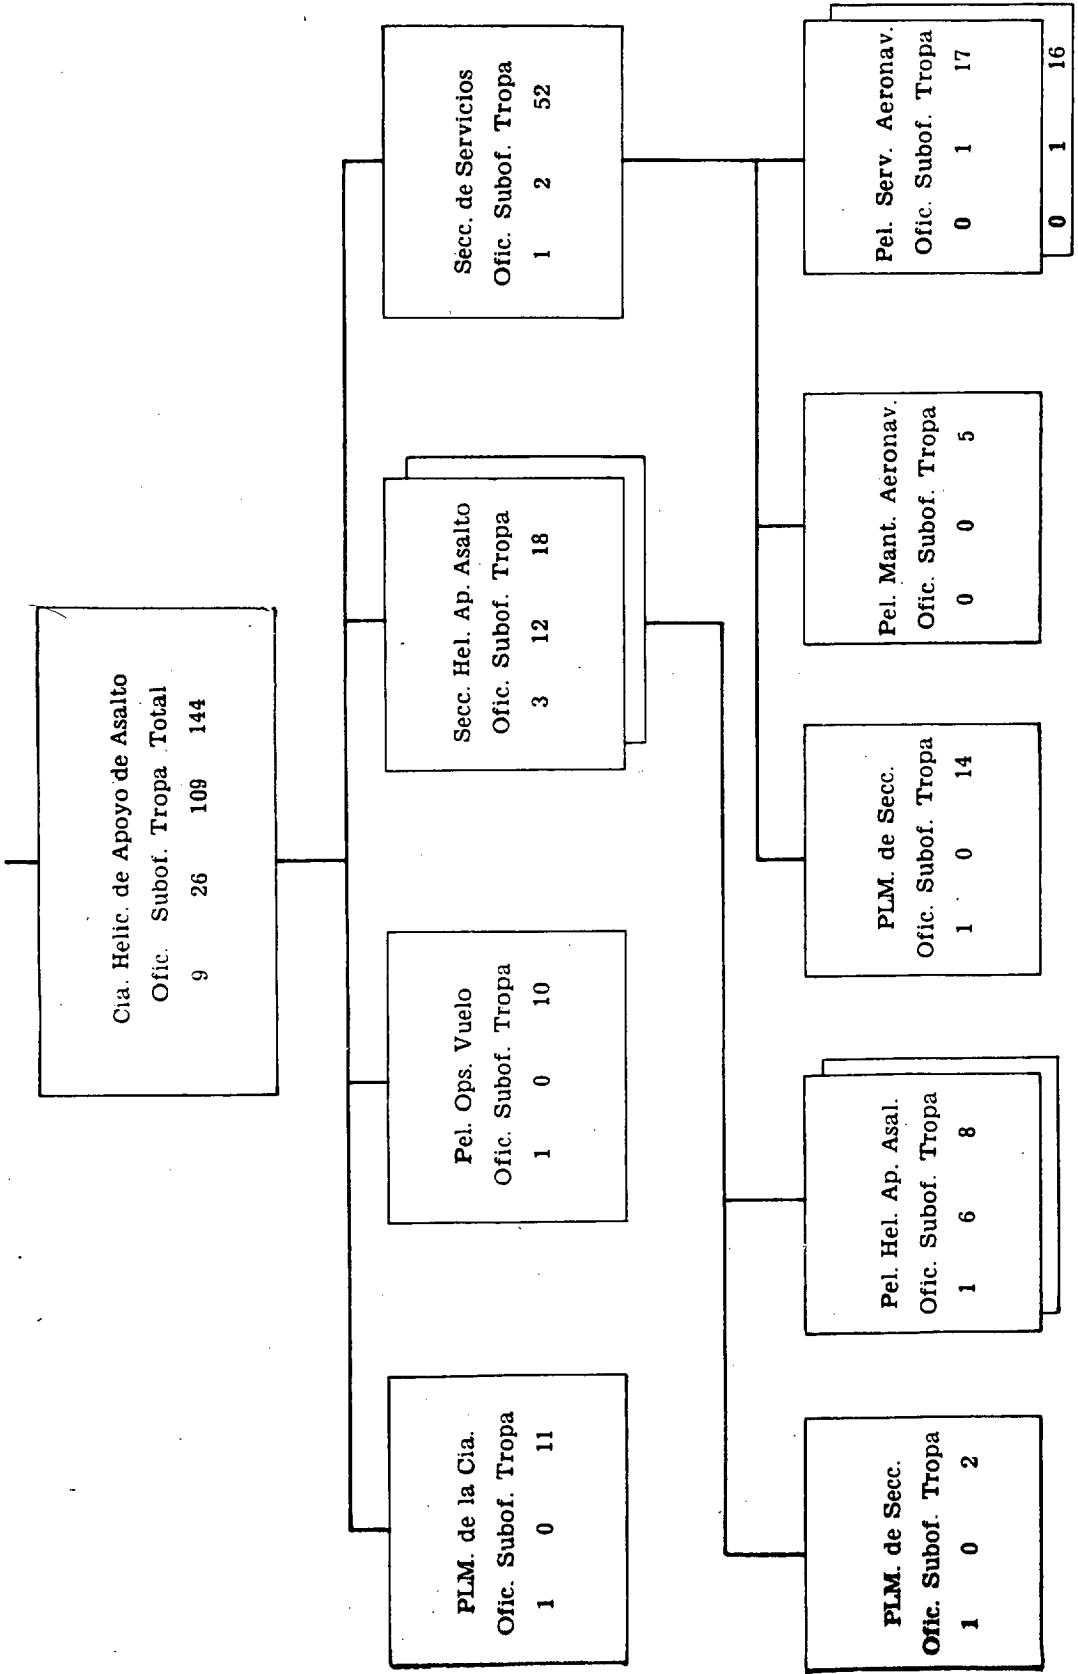 Cia. Helic. de Apoyo de Asalto
Ofic. Subof. Tropa Total
9 26 109 144
PLM. de la Cia.
Ofic. Subof. Tropa
1 0 11
Pel. Ops. Vuelo
Ofic. Subof. Tropa
1 0 10
Secc. Hel. Ap. Asalto
Ofic. Subof. Tropa
3 12 18
Secc. de Servicios
Ofic. Subof. Tropa
1 2 52
PLM. de Secc.
Ofic. Subof. Tropa
1 0 2
Pel. Hel. Ap. Asal.
Ofic. Subof. Tropa
1 6 8
PLM. de Secc.
Ofic. Subof. Tropa
1 0 14
Pel. Mant. Aeronav.
Ofic. Subof. Tropa
0 0 5
Pel. Serv. Aeronav.
Ofic. Subof. Tropa
0 1 17
0 1 16